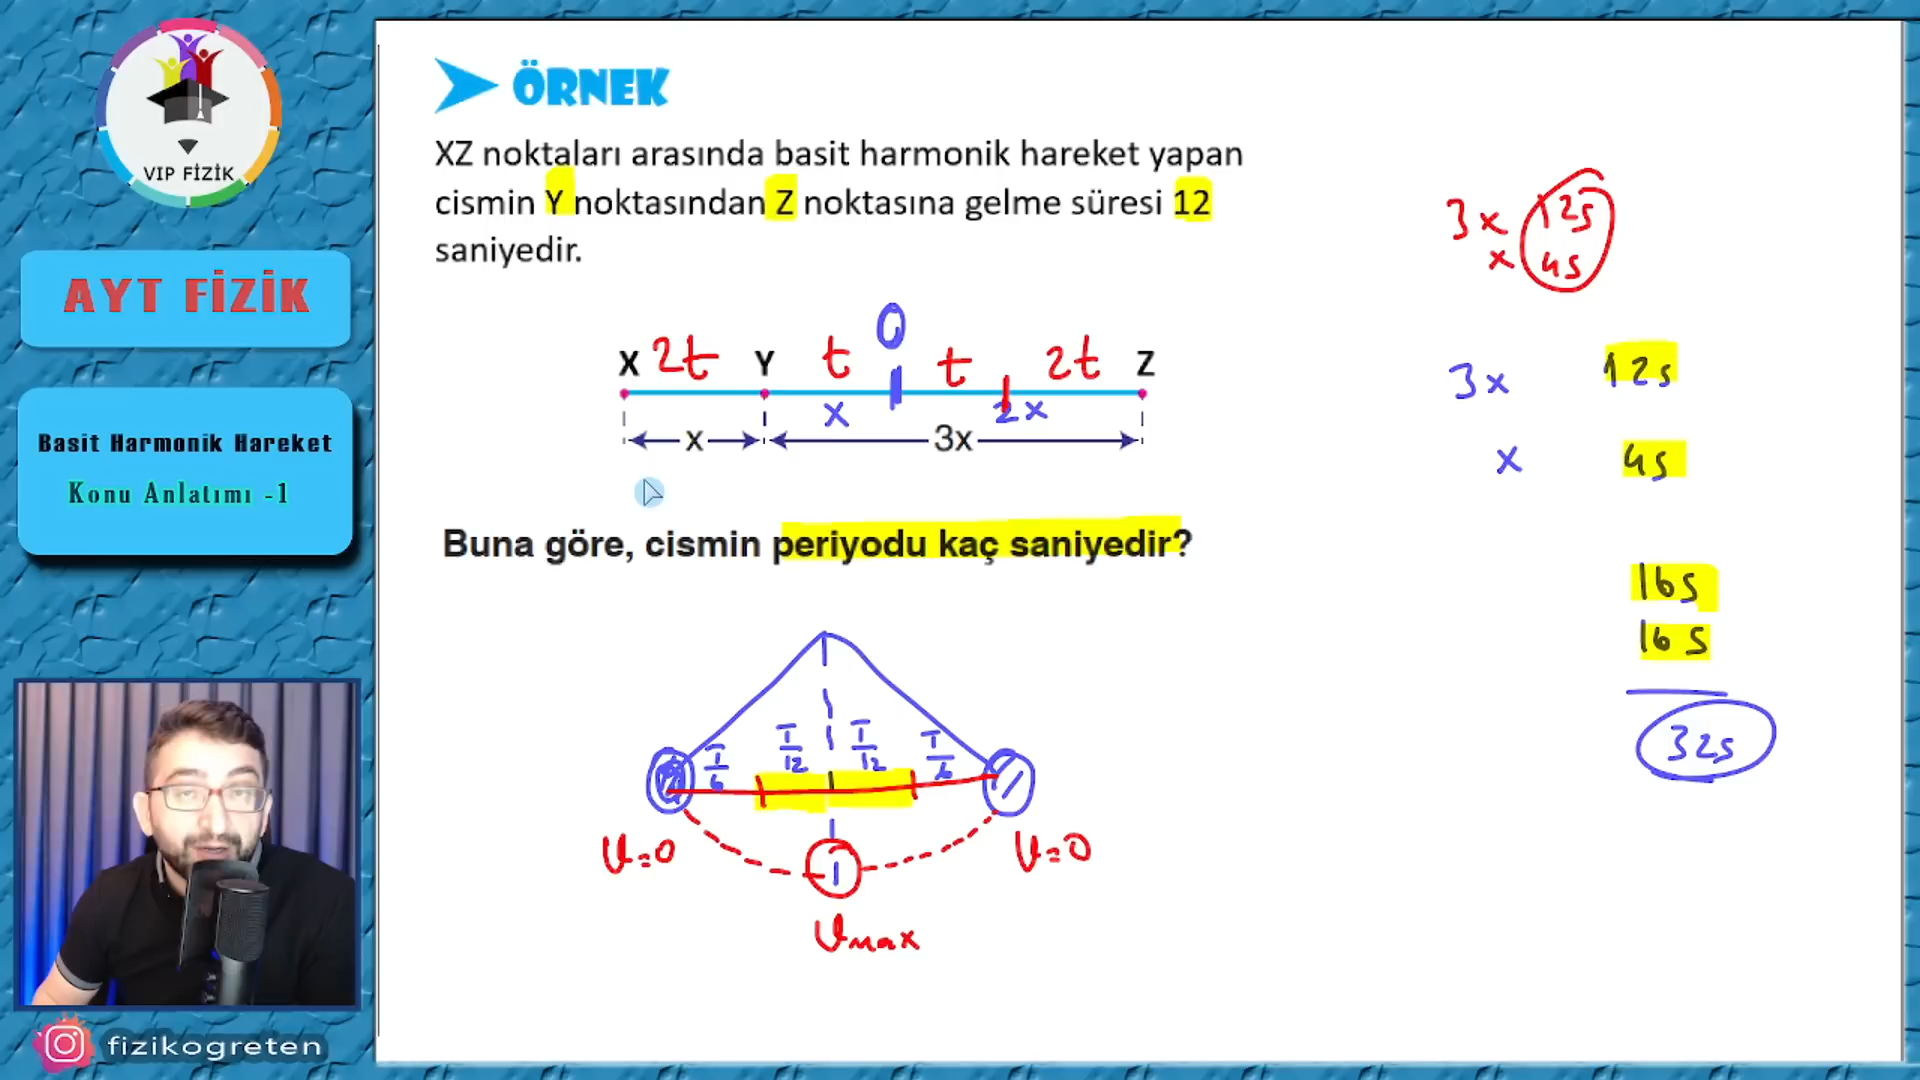 VIP FİZİK
AYT FİZİK
Basit Harmonik Hareket
Konu Anlatımı -1
fizikogreten
ÖRNEK
XZ noktaları arasında basit harmonik hareket yapan
cismin Y noktasından Z noktasına gelme süresi 12
saniyedir.
O
X 2t Y t t 2t Z
x 2x
x 3x
Buna göre, cismin periyodu kaç saniyedir?
T/6 T/12 T/12 T/6
V=0 V=0
Vmax
3x 12s
x 4s
3x 12s
x 4s
16s
16s
32s